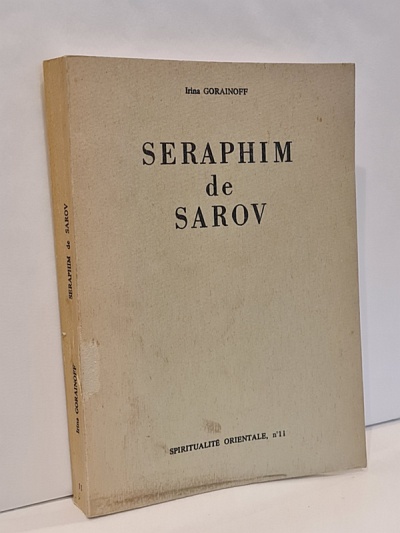 Irina GORAINOFF
SERAPHIM
de
SAROV
SPIRITUALITÉ ORIENTALE, n°11
SERAPHIM de SAROV
Irina GORAINOFF
11